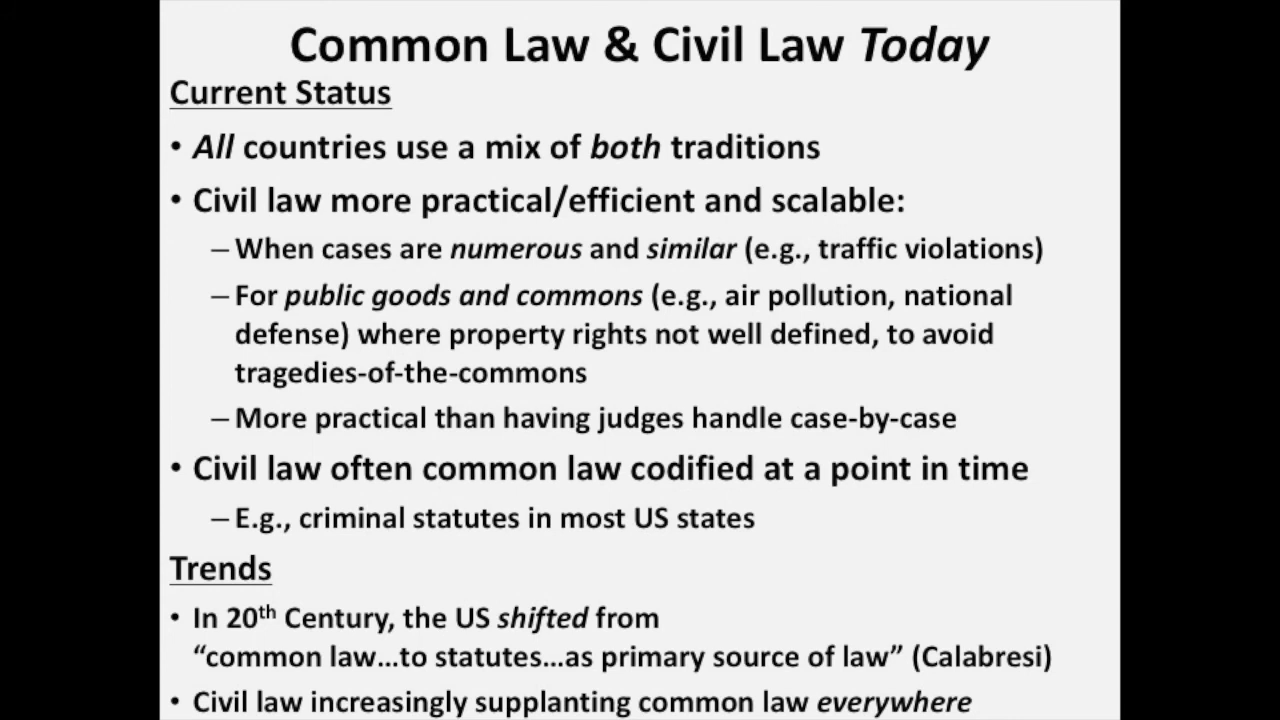 Common Law & Civil Law Today
Current Status
• All countries use a mix of both traditions
• Civil law more practical/efficient and scalable:
– When cases are numerous and similar (e.g., traffic violations)
– For public goods and commons (e.g., air pollution, national
defense) where property rights not well defined, to avoid
tragedies-of-the-commons
– More practical than having judges handle case-by-case
• Civil law often common law codified at a point in time
– E.g., criminal statutes in most US states
Trends
• In 20th Century, the US shifted from
“common law…to statutes…as primary source of law” (Calabresi)
• Civil law increasingly supplanting common law everywhere